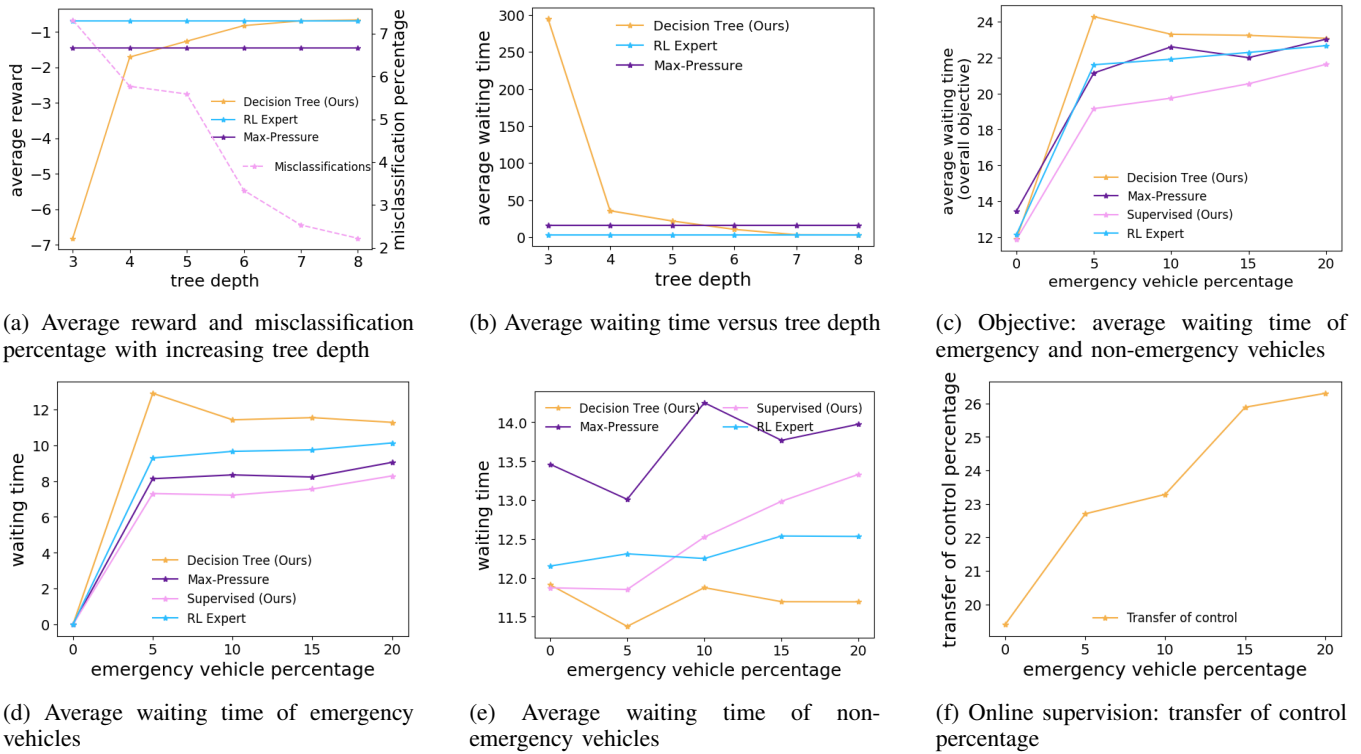 −1
−2
−3
−4
−5
−6
−7
average reward
7
6
5
4
3
2
misclassification percentage
Decision Tree (Ours)
RL Expert
Max-Pressure
Misclassifications
3 4 5 6 7 8
tree depth
(a) Average reward and misclassification
percentage with increasing tree depth
300
250
200
150
100
50
0
average waiting time
Decision Tree (Ours)
RL Expert
Max-Pressure
3 4 5 6 7 8
tree depth
(b) Average waiting time versus tree depth
24
22
20
18
16
14
12
average waiting time
(overall objective)
Decision Tree (Ours)
Max-Pressure
Supervised (Ours)
RL Expert
0 5 10 15 20
emergency vehicle percentage
(c) Objective: average waiting time of
emergency and non-emergency vehicles
12
10
8
6
4
2
0
waiting time
Decision Tree (Ours)
Max-Pressure
Supervised (Ours)
RL Expert
0 5 10 15 20
emergency vehicle percentage
(d) Average waiting time of emergency
vehicles
14.0
13.5
13.0
12.5
12.0
11.5
waiting time
Decision Tree (Ours) Supervised (Ours)
Max-Pressure RL Expert
0 5 10 15 20
emergency vehicle percentage
(e) Average waiting time of non-
emergency vehicles
26
25
24
23
22
21
20
transfer of control percentage
Transfer of control
0 5 10 15 20
emergency vehicle percentage
(f) Online supervision: transfer of control
percentage